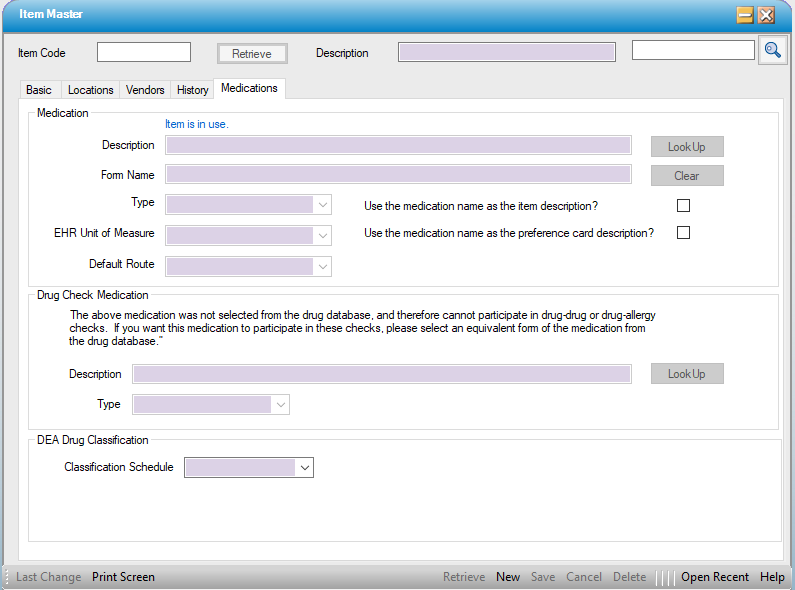 Item Master
Item Code Retrieve Description
Basic Locations Vendors History Medications
Medication
Item is in use.
Description Look Up
Form Name Clear
Type Use the medication name as the item description?
EHR Unit of Measure Use the medication name as the preference card description?
Default Route
Drug Check Medication
The above medication was not selected from the drug database, and therefore cannot participate in drug-drug or drug-allergy
checks. If you want this medication to participate in these checks, please select an equivalent form of the medication from
the drug database."
Description Look Up
Type
DEA Drug Classification
Classification Schedule
Last Change Print Screen Retrieve New Save Cancel Delete Open Recent Help